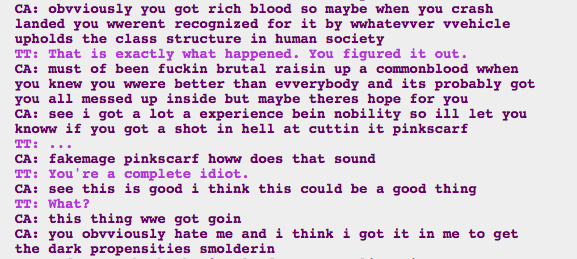 CA: obvviously you got rich blood so maybe when you crash
landed you wwerent recognized for it by wwhatevver vvehicle
upholds the class structure in human society
TT: That is exactly what happened. You figured it out.
CA: must of been fuckin brutal raisin up a commonblood wwhen
you knew you wwere better than evverybody and its probably got
you all messed up inside but maybe theres hope for you
CA: see i got a lot a experience bein nobility so ill let you
knoww if you got a shot in hell at cuttin it pinkscarf
TT: ...
CA: fakemage pinkscarf howw does that sound
TT: You're a complete idiot.
CA: see this is good i think this could be a good thing
TT: What?
CA: this thing wwe got goin
CA: you obvviously hate me and i think i got it in me to get
the dark propensities smolderin